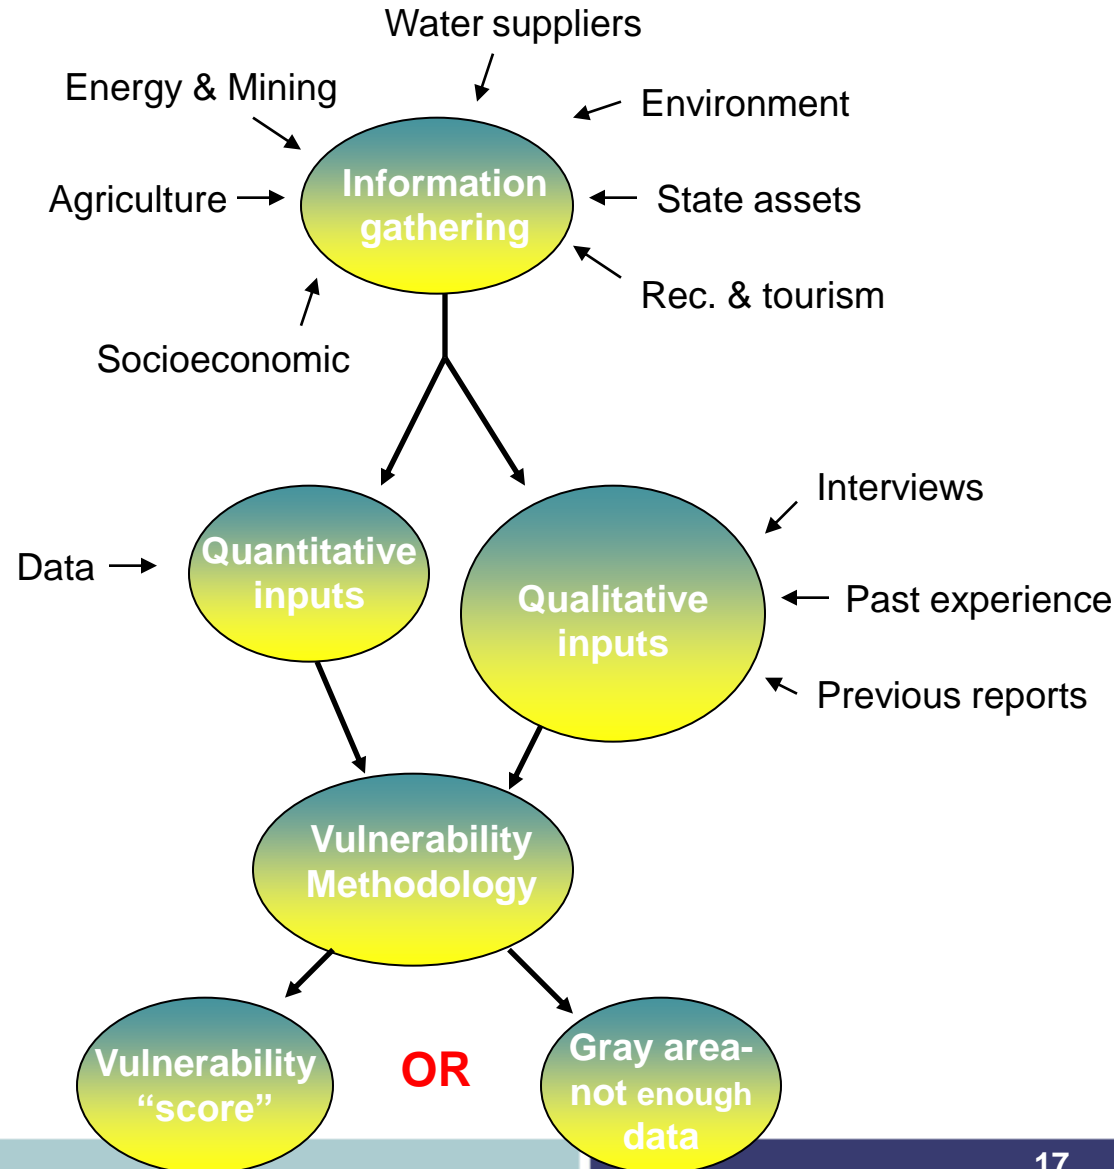 Water suppliers
Energy & Mining
Environment
Agriculture
Information
gathering
State assets
Rec. & tourism
Socioeconomic
Interviews
Data
Quantitative
inputs
Qualitative
inputs
Past experience
Previous reports
Vulnerability
Methodology
Vulnerability
“score”
OR
Gray area-
not enough
data
17